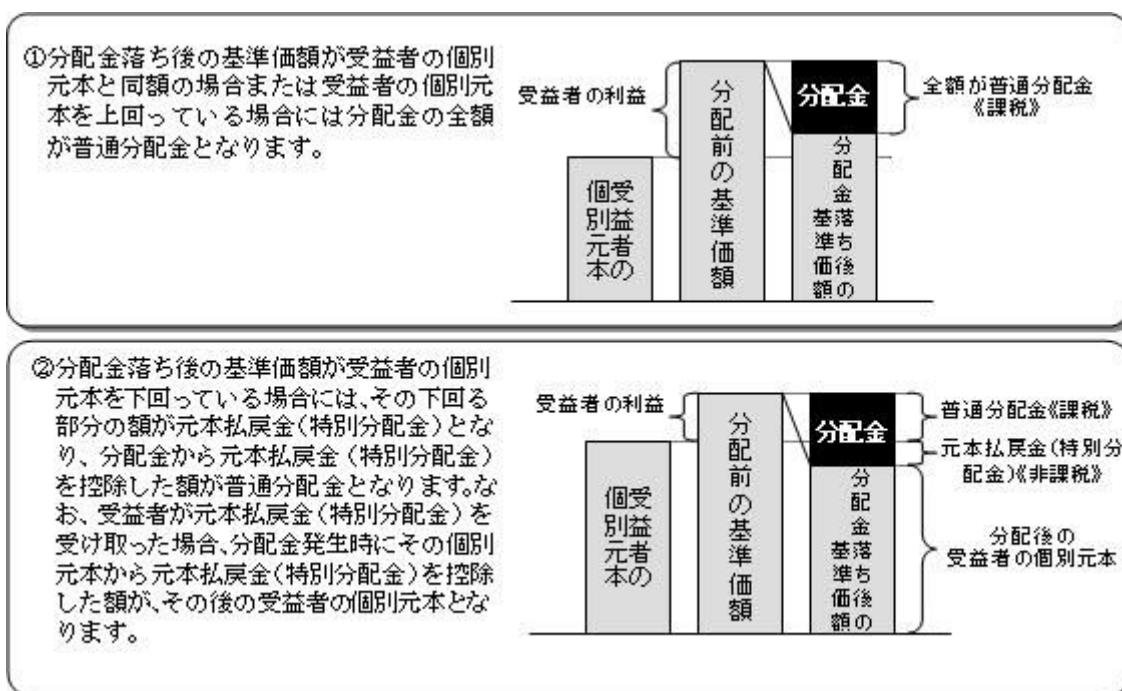 ①分配金落ち後の基準価額が受益者の個別
元本と同額の場合または受益者の個別元
本を上回っている場合には分配金の全額
が普通分配金となります。
受益者の利益
受益者の
個別元本
分配前の基準価額
分配金
分配金落ち後の
基準価額
全額が普通分配金
《課税》
②分配金落ち後の基準価額が受益者の個別
元本を下回っている場合には、その下回る
部分の額が元本払戻金(特別分配金)とな
り、分配金から元本払戻金(特別分配金)
を控除した額が普通分配金となります。な
お、受益者が元本払戻金(特別分配金)を
受け取った場合、分配金発生時にその個別
元本から元本払戻金(特別分配金)を控除
した額が、その後の受益者の個別元本とな
ります。
受益者の利益
受益者の
個別元本
分配前の基準価額
分配金
分配金落ち後の
基準価額
普通分配金《課税》
元本払戻金(特別分
配金)《非課税》
分配後の
受益者の個別元本